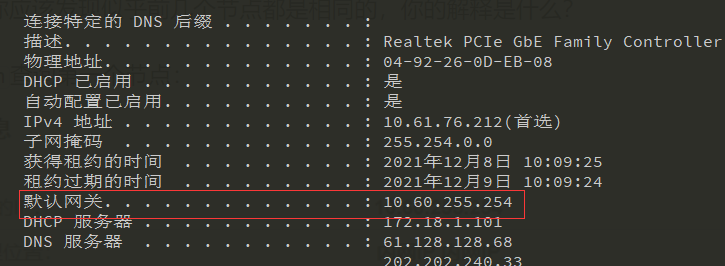 连接特定的 DNS 后缀 . . . . . . . :
描述. . . . . . . . . . . . . . . : Realtek PCIe GbE Family Controller
物理地址. . . . . . . . . . . . . : 04-92-26-0D-EB-08
DHCP 已启用 . . . . . . . . . . . : 是
自动配置已启用. . . . . . . . . . : 是
IPv4 地址 . . . . . . . . . . . . : 10.61.76.212(首选)
子网掩码  . . . . . . . . . . . . : 255.254.0.0
获得租约的时间  . . . . . . . . . : 2021年12月8日 10:09:25
租约过期的时间  . . . . . . . . . : 2021年12月9日 10:09:24
默认网关. . . . . . . . . . . . . : 10.60.255.254
DHCP 服务器 . . . . . . . . . . . : 172.18.1.101
DNS 服务器  . . . . . . . . . . . : 61.128.128.68
202.202.240.33